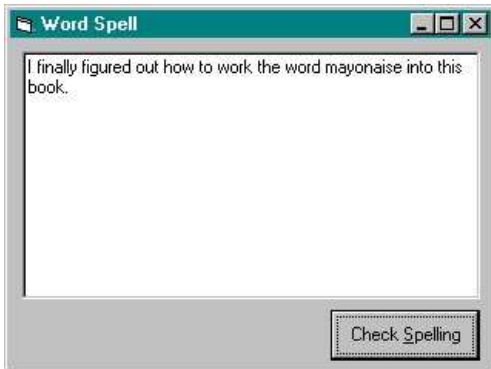 Word Spell
I finally figured out how to work the word mayonaise into this
book.
Check Spelling